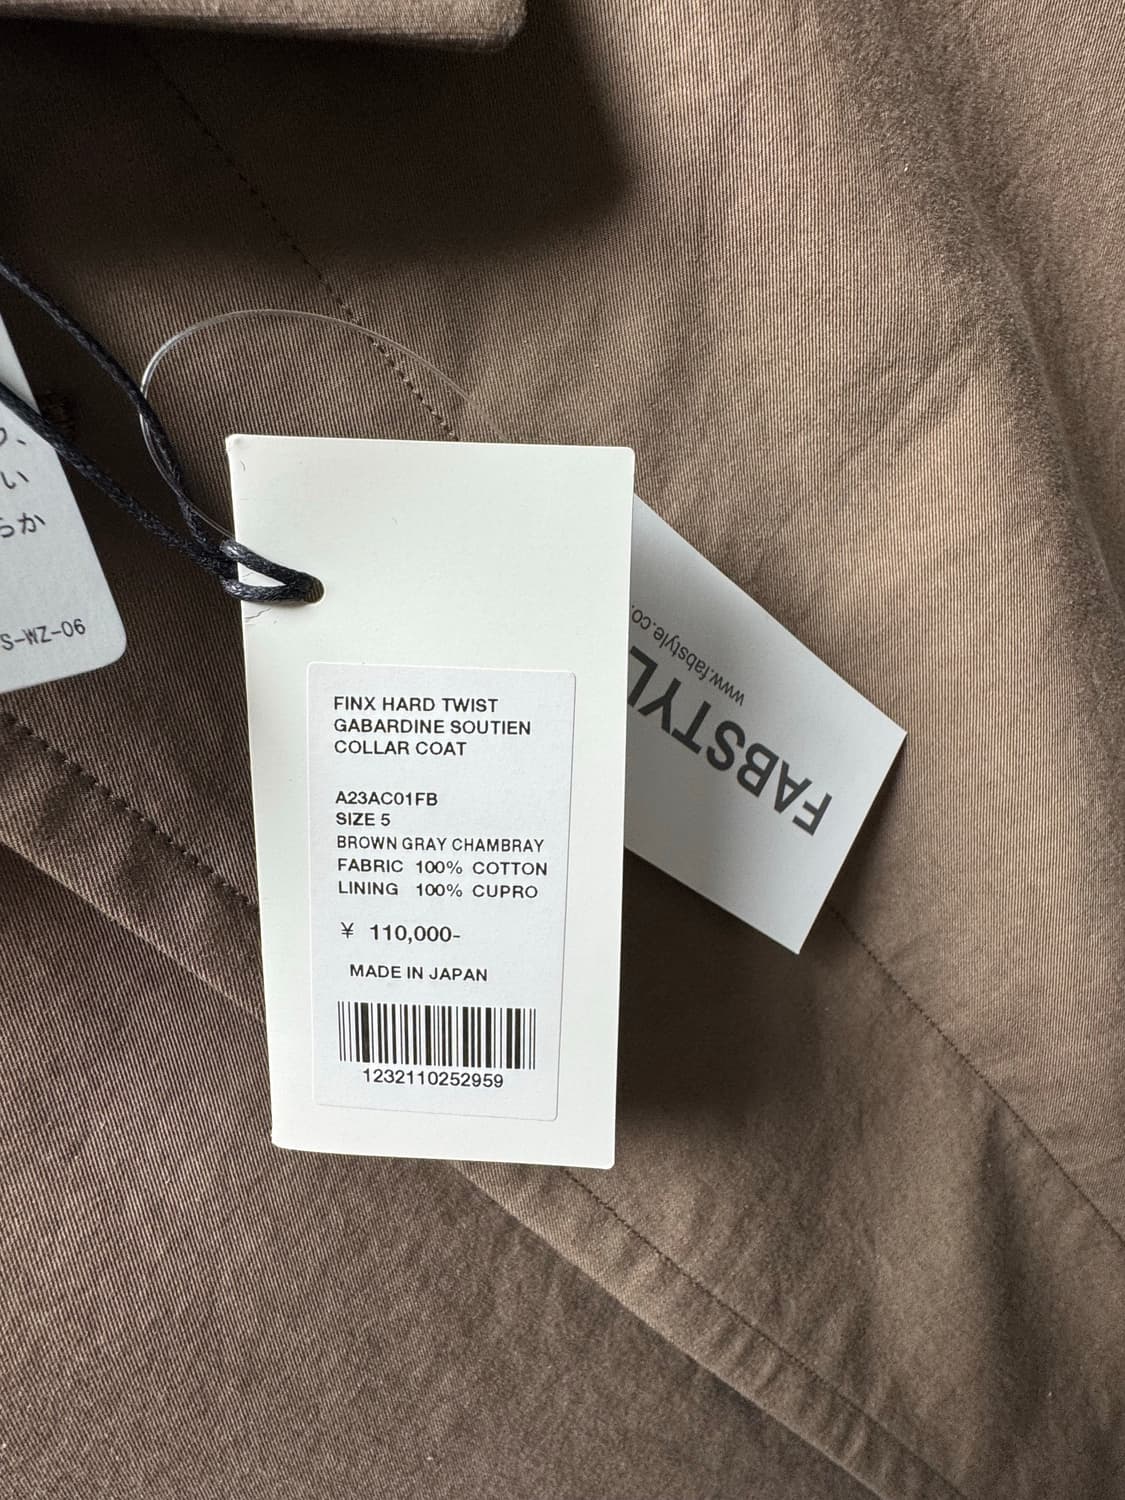 い
らか
S-WZ-06
FINX HARD TWIST
GABARDINE SOUTIEN
COLLAR COAT
A23AC01FB
SIZE 5
BROWN GRAY CHAMBRAY
FABRIC 100% COTTON
LINING 100% CUPRO
¥ 110,000-
MADE IN JAPAN
1232110252959
FABSTYL
www.fabstyle.co.